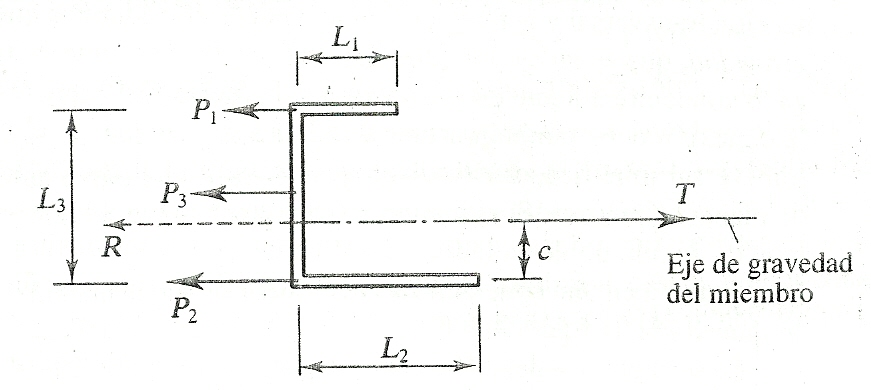 L₁
P₁
L₃
P₃
T
R
c
Eje de gravedad
del miembro
P₂
L₂